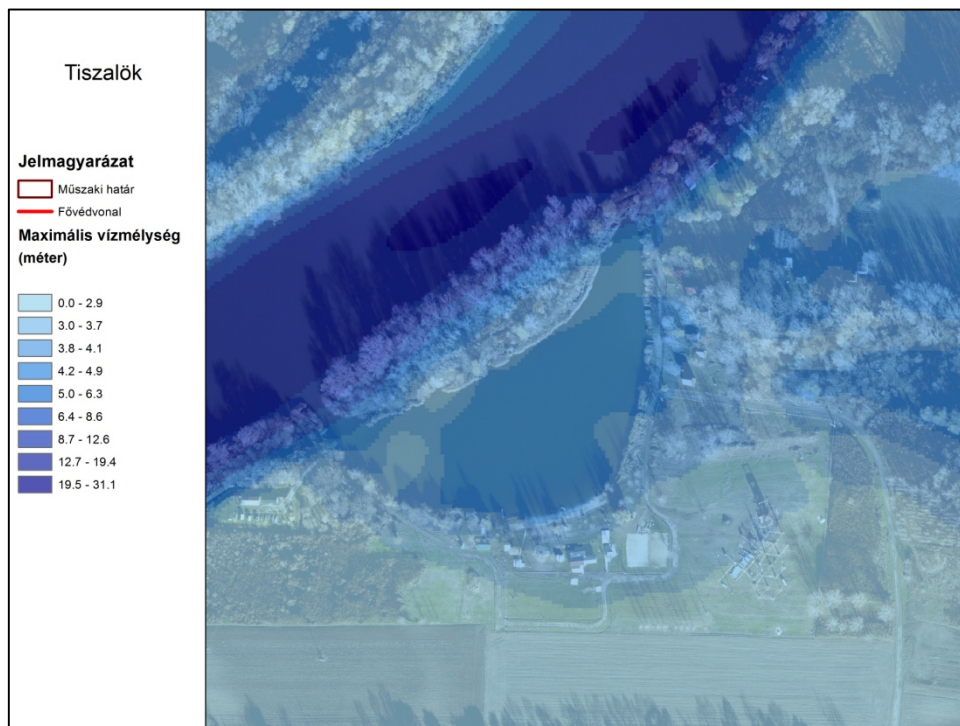 Tiszalök
Jelmagyarázat
Műszaki határ
Fővédvonal
Maximális vízmélység
(méter)
0.0 - 2.9
3.0 - 3.7
3.8 - 4.1
4.2 - 4.9
5.0 - 6.3
6.4 - 8.6
8.7 - 12.6
12.7 - 19.4
19.5 - 31.1